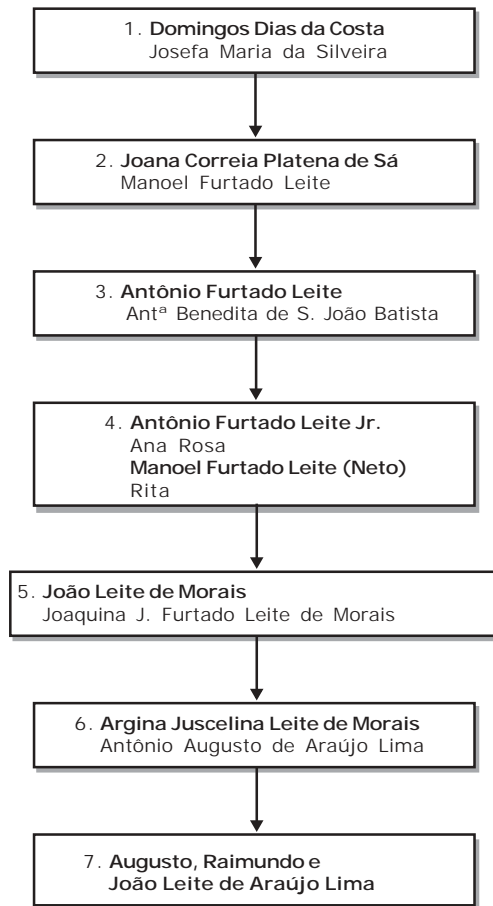 1. Domingos Dias da Costa
Josefa Maria da Silveira
2. Joana Correia Platena de Sá
Manoel Furtado Leite
3. Antônio Furtado Leite
Antª Benedita de S. João Batista
4. Antônio Furtado Leite Jr.
Ana Rosa
Manoel Furtado Leite (Neto)
Rita
5. João Leite de Morais
Joaquina J. Furtado Leite de Morais
6. Argina Juscelina Leite de Morais
Antônio Augusto de Araújo Lima
7. Augusto, Raimundo e
João Leite de Araújo Lima